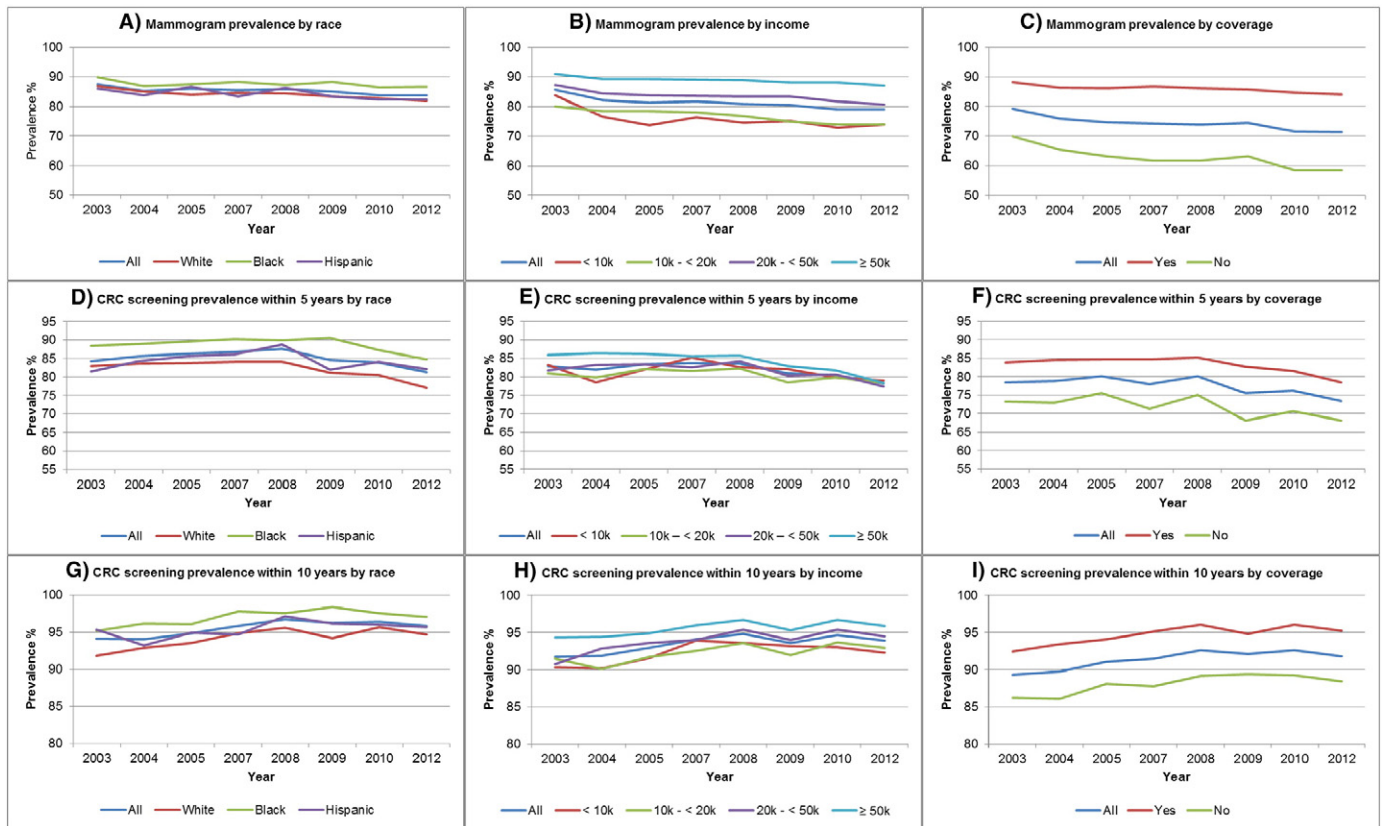 A) Mammogram prevalence by race
Prevalence %
100
90
80
70
60
50
2003 2004 2005 2007 2008 2009 2010 2012
Year
All White Black Hispanic
B) Mammogram prevalence by income
Prevalence %
100
90
80
70
60
50
2003 2004 2005 2007 2008 2009 2010 2012
Year
All < 10k 10k - < 20k 20k - < 50k ≥ 50k
C) Mammogram prevalence by coverage
Prevalence %
100
90
80
70
60
50
2003 2004 2005 2007 2008 2009 2010 2012
Year
All Yes No
D) CRC screening prevalence within 5 years by race
Prevalence %
95
90
85
80
75
70
65
60
55
2003 2004 2005 2007 2008 2009 2010 2012
Year
All White Black Hispanic
E) CRC screening prevalence within 5 years by income
Prevalence %
95
90
85
80
75
70
65
60
55
2003 2004 2005 2007 2008 2009 2010 2012
Year
All < 10k 10k – < 20k 20k – < 50k ≥ 50k
F) CRC screening prevalence within 5 years by coverage
Prevalence %
95
90
85
80
75
70
65
60
55
2003 2004 2005 2007 2008 2009 2010 2012
Year
All Yes No
G) CRC screening prevalence within 10 years by race
Prevalence %
100
95
90
85
80
2003 2004 2005 2007 2008 2009 2010 2012
Year
All White Black Hispanic
H) CRC screening prevalence within 10 years by income
Prevalence %
100
95
90
85
80
2003 2004 2005 2007 2008 2009 2010 2012
Year
All < 10k 10k - < 20k 20k - < 50k ≥ 50k
I) CRC screening prevalence within 10 years by coverage
Prevalence %
100
95
90
85
80
2003 2004 2005 2007 2008 2009 2010 2012
Year
All Yes No